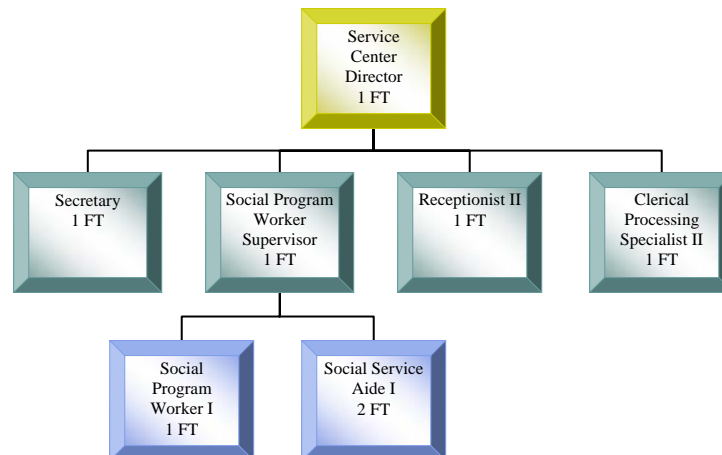 Service
Center
Director
1 FT
Secretary
1 FT
Social Program
Worker
Supervisor
1 FT
Receptionist II
1 FT
Clerical
Processing
Specialist II
1 FT
Social
Program
Worker I
1 FT
Social Service
Aide I
2 FT